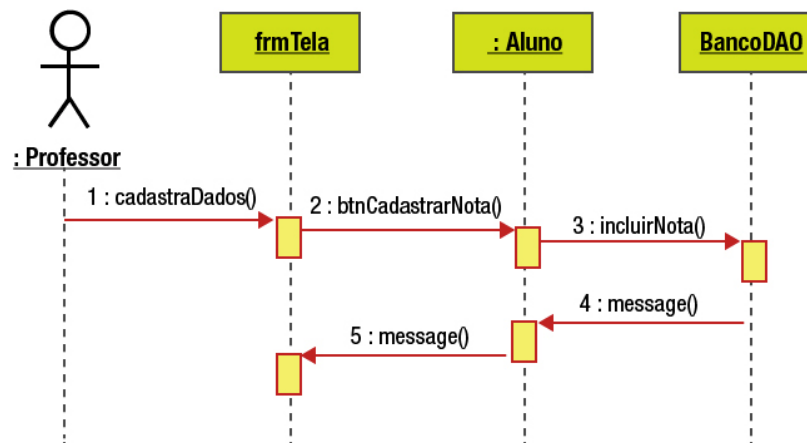 frmTela
: Aluno
BancoDAO
: Professor
1 : cadastraDados()
2 : btnCadastrarNota()
3 : incluirNota()
4 : message()
5 : message()